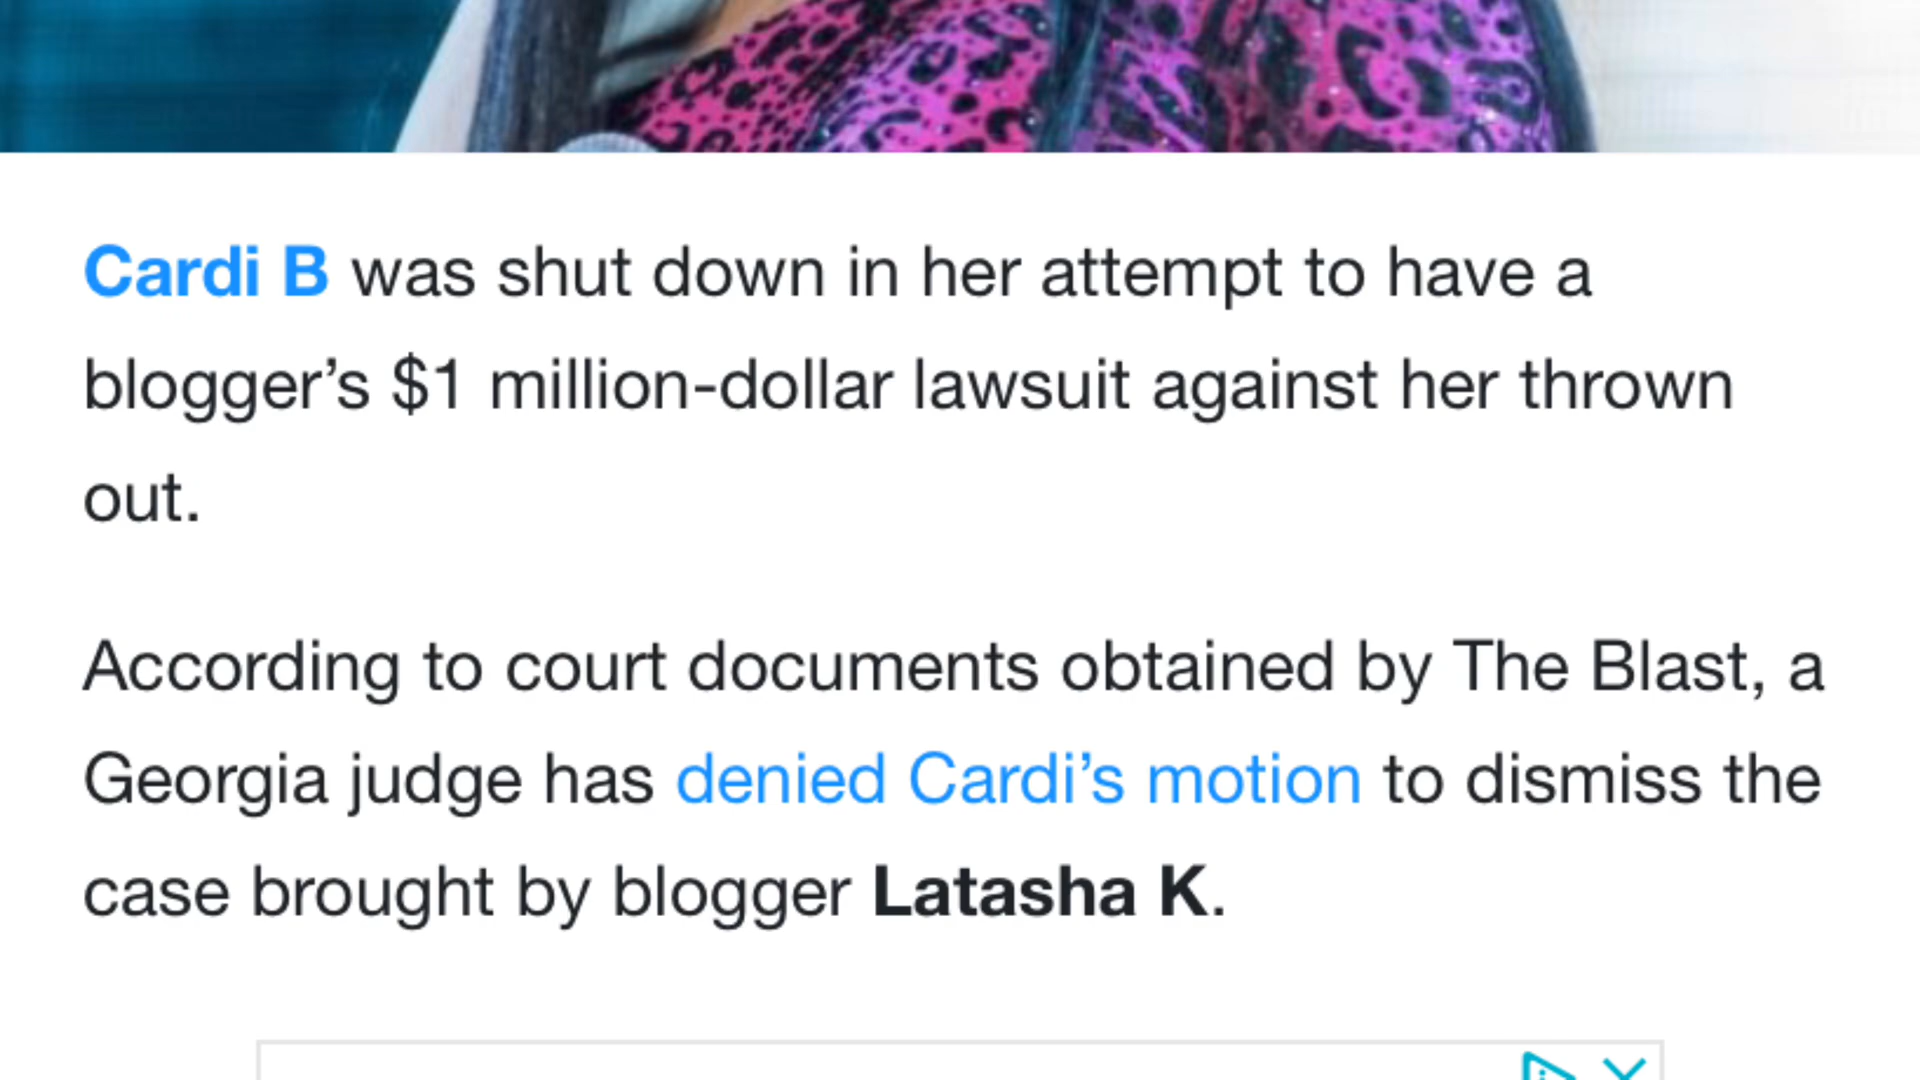 Cardi B was shut down in her attempt to have a
blogger’s $1 million-dollar lawsuit against her thrown
out.
According to court documents obtained by The Blast, a
Georgia judge has denied Cardi’s motion to dismiss the
case brought by blogger Latasha K.